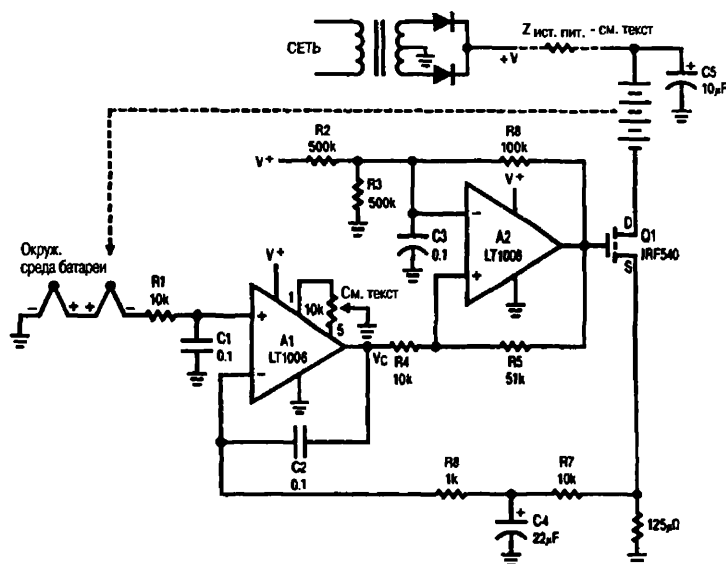 СЕТЬ
+V
Z ист. пит. - см. текст
C5
10µF
R2
500k
R8
100k
V+
V+
R3
500k
C3
0.1
A2
LT1006
D
Q1
IRF540
S
Окруж.
среда батареи
R1
10k
V+
1
10k
См. текст
5
C1
0.1
A1
LT1006
VC
R4
10k
R5
51k
C2
0.1
R6
1k
R7
10k
C4
22µF
125µΩ